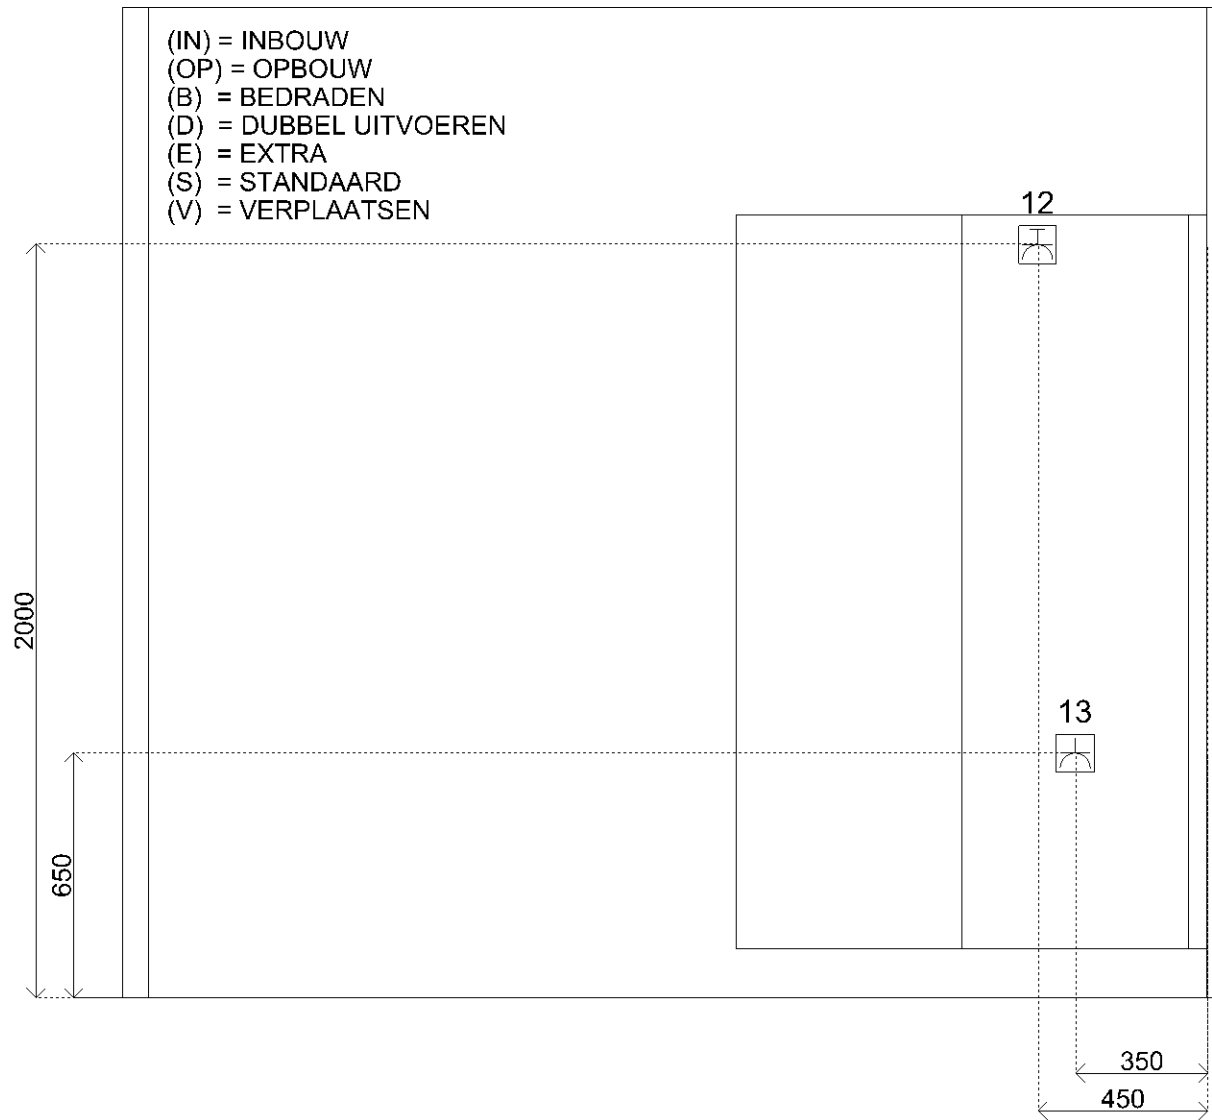 (IN) = INBOUW
(OP) = OPBOUW
(B) = BEDRADEN
(D) = DUBBEL UITVOEREN
(E) = EXTRA
(S) = STANDAARD
(V) = VERPLAATSEN
12
2000
13
650
350
450